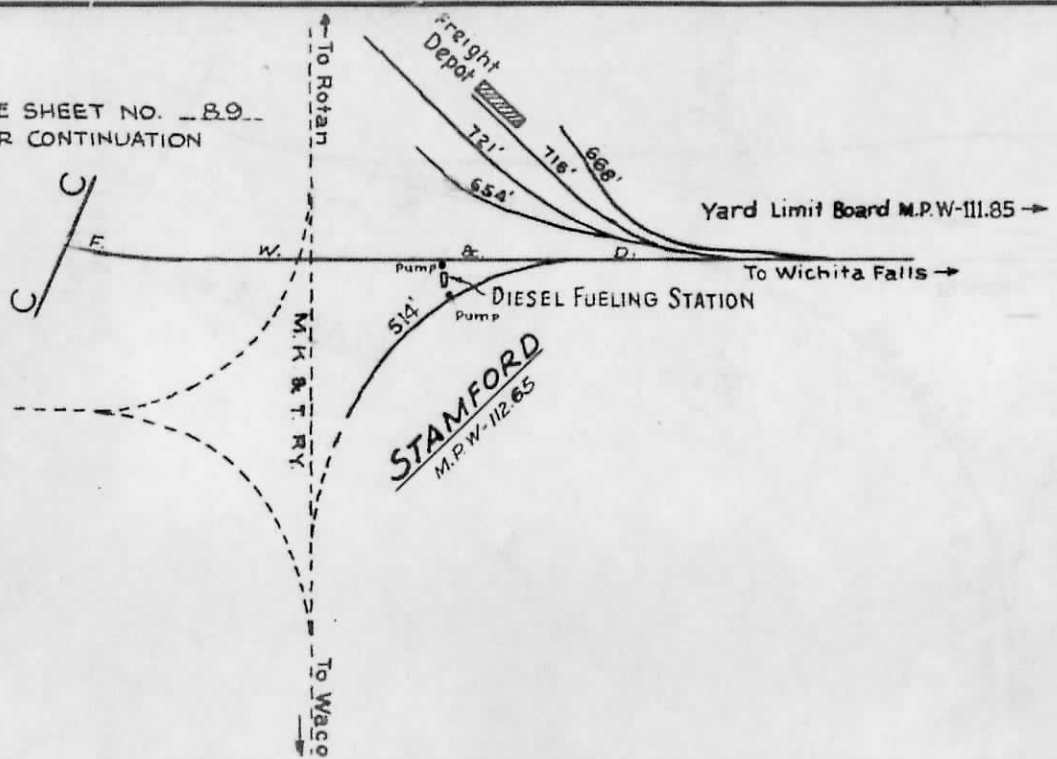 E SHEET NO. 89
R CONTINUATION
C
C
To Rotan
Freight
Depot
721'
716'
668'
654'
Yard Limit Board M.P.W-111.85
F. W. & D.
To Wichita Falls
Pump
DIESEL FUELING STATION
Pump
514'
M. K. & T. RY.
STAMFORD
M.P.W-112.65
To Waco